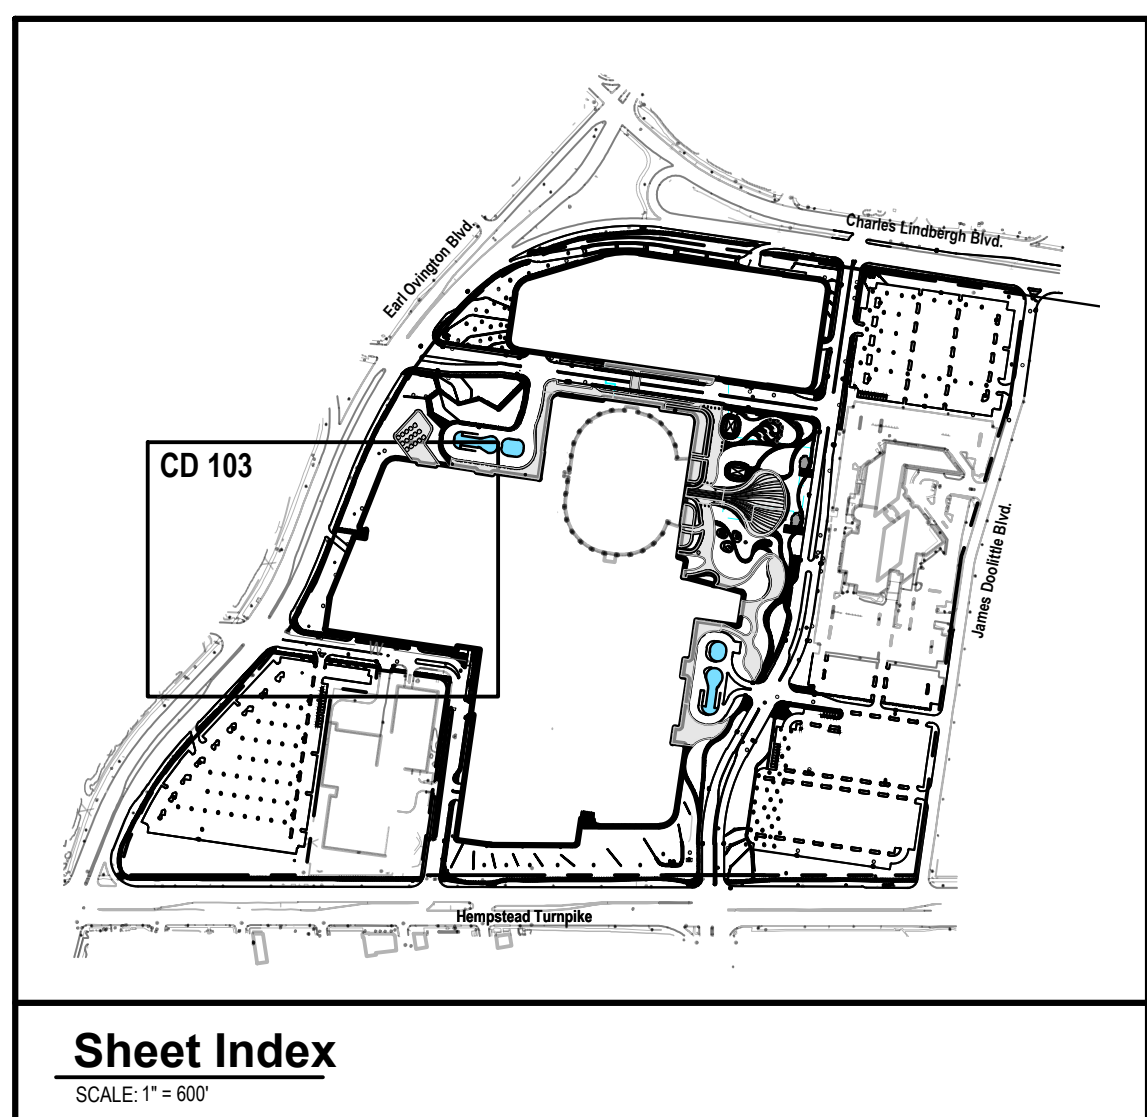 Charles Lindbergh Blvd.
Earl Ovington Blvd.
CD 103
James Doolittle Blvd.
Hempstead Turnpike
Sheet Index
SCALE: 1" = 600'